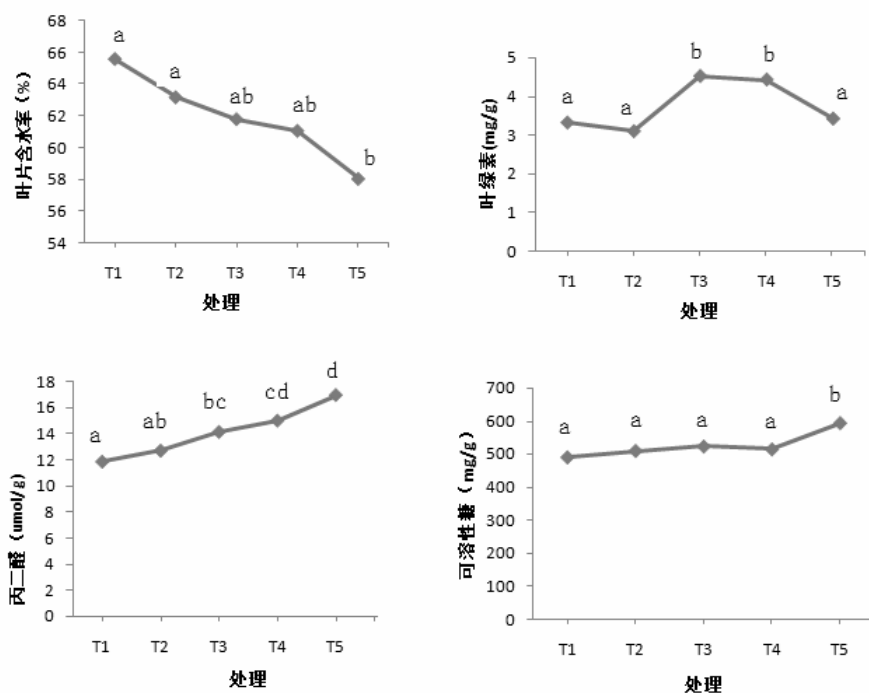 叶片含水率（%）
68
66
64
62
60
58
56
54
a
a
ab
ab
b
T1 T2 T3 T4 T5
处理
叶绿素(mg/g)
5
4
3
2
1
0
a
a
b
b
a
T1 T2 T3 T4 T5
处理
丙二醛（umol/g）
18
16
14
12
10
8
6
4
2
0
a
ab
bc
cd
d
T1 T2 T3 T4 T5
处理
可溶性糖（mg/g）
700
600
500
400
300
200
100
0
a
a
a
a
b
T1 T2 T3 T4 T5
处理